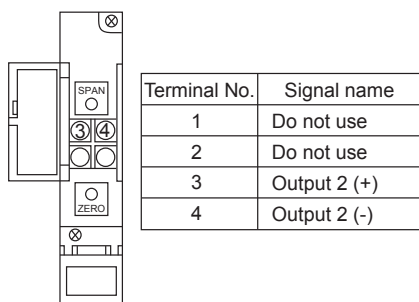 SPAN
③ ④
ZERO
Terminal No. Signal name
1 Do not use
2 Do not use
3 Output 2 (+)
4 Output 2 (-)